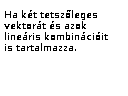 Ha két tetszőleges
vektorát és azok
lineáris kombinációit
is tartalmazza.